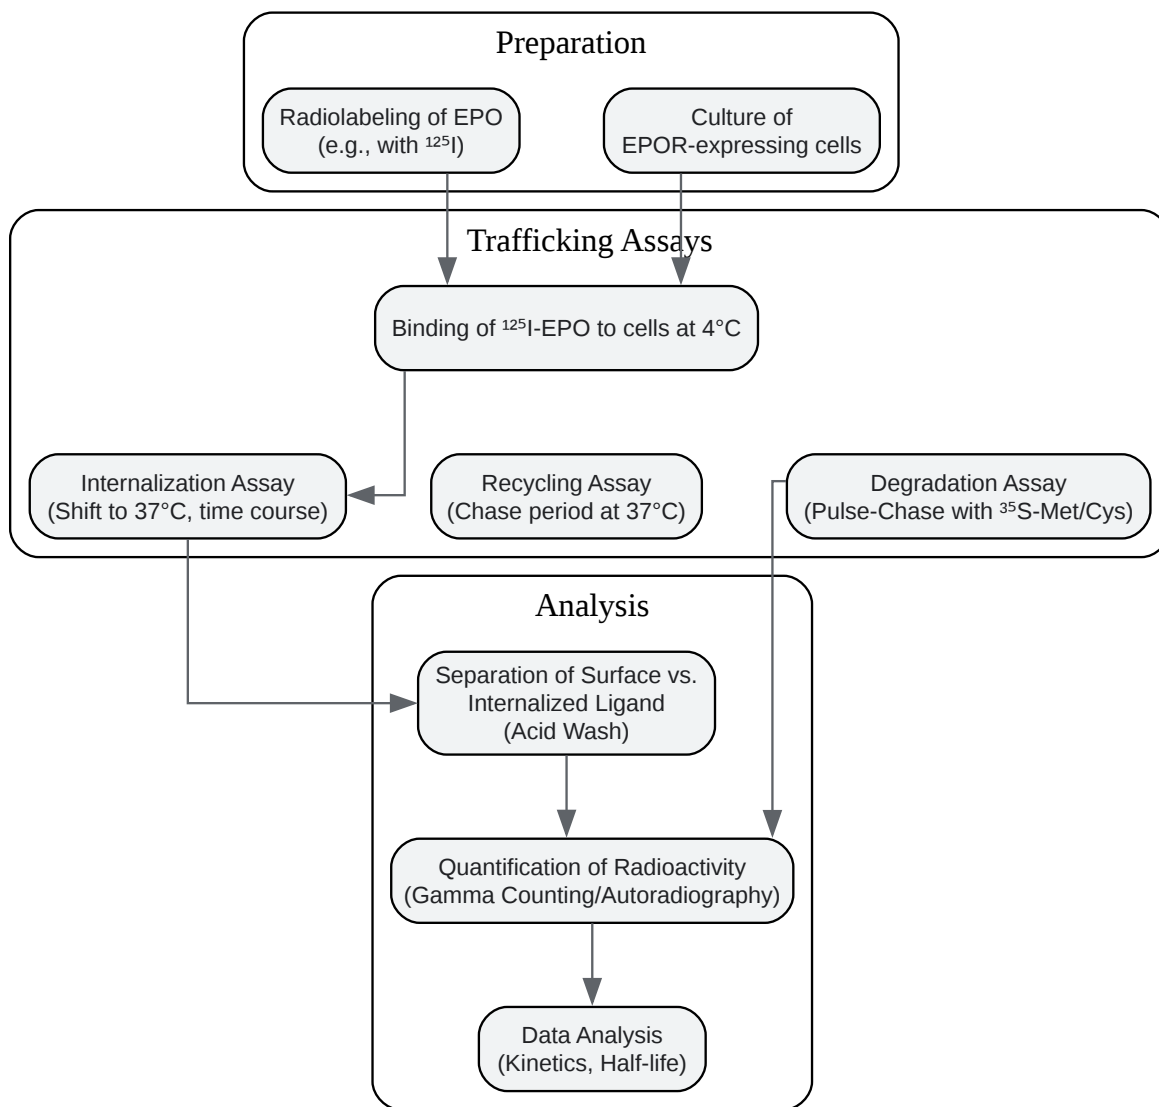 Preparation
Radiolabeling of EPO
(e.g., with ¹²⁵I)
Culture of
EPOR-expressing cells
Trafficking Assays
Binding of ¹²⁵I-EPO to cells at 4°C
Internalization Assay
(Shift to 37°C, time course)
Recycling Assay
(Chase period at 37°C)
Degradation Assay
(Pulse-Chase with ³⁵S-Met/Cys)
Analysis
Separation of Surface vs.
Internalized Ligand
(Acid Wash)
Quantification of Radioactivity
(Gamma Counting/Autoradiography)
Data Analysis
(Kinetics, Half-life)